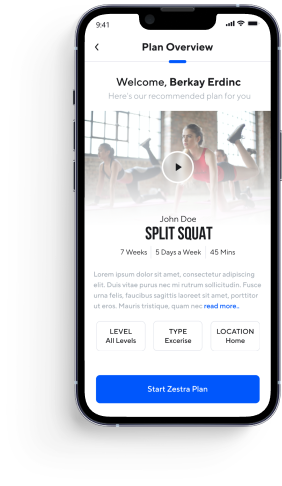 9:41
Plan Overview
Welcome, Berkay Erdinc
Here's our recommended plan for you
John Doe
SPLIT SQUAT
7 Weeks 5 Days a Week 45 Mins
Lorem ipsum dolor sit amet, consectetur adipiscing
elit. Duis vitae purus nec mi rutrum sollicitudin. Fusce
urna felis, faucibus sagittis laoreet sit amet, porttitor
ut eros. Mauris tristique, quam nec read more..
LEVEL TYPE LOCATION
All Levels Excerise Home
Start Zestra Plan